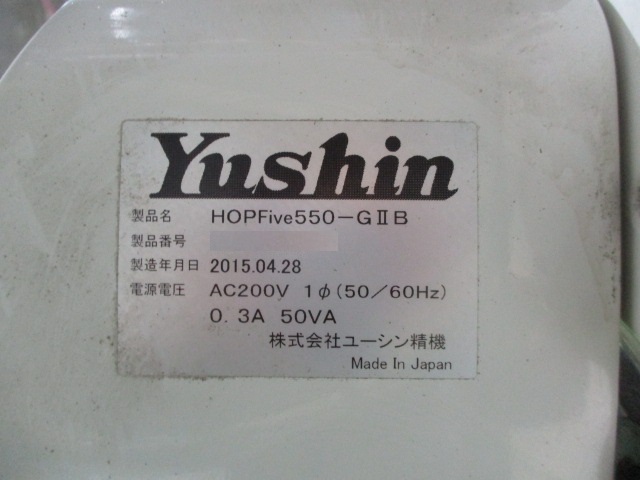 Yushin
製品名 HOPFive550-GⅡB
製品番号
製造年月日 2015.04.28
電源電圧 AC200V 1φ(50/60Hz)
0.3A 50VA
株式会社ユーシン精機
Made In Japan